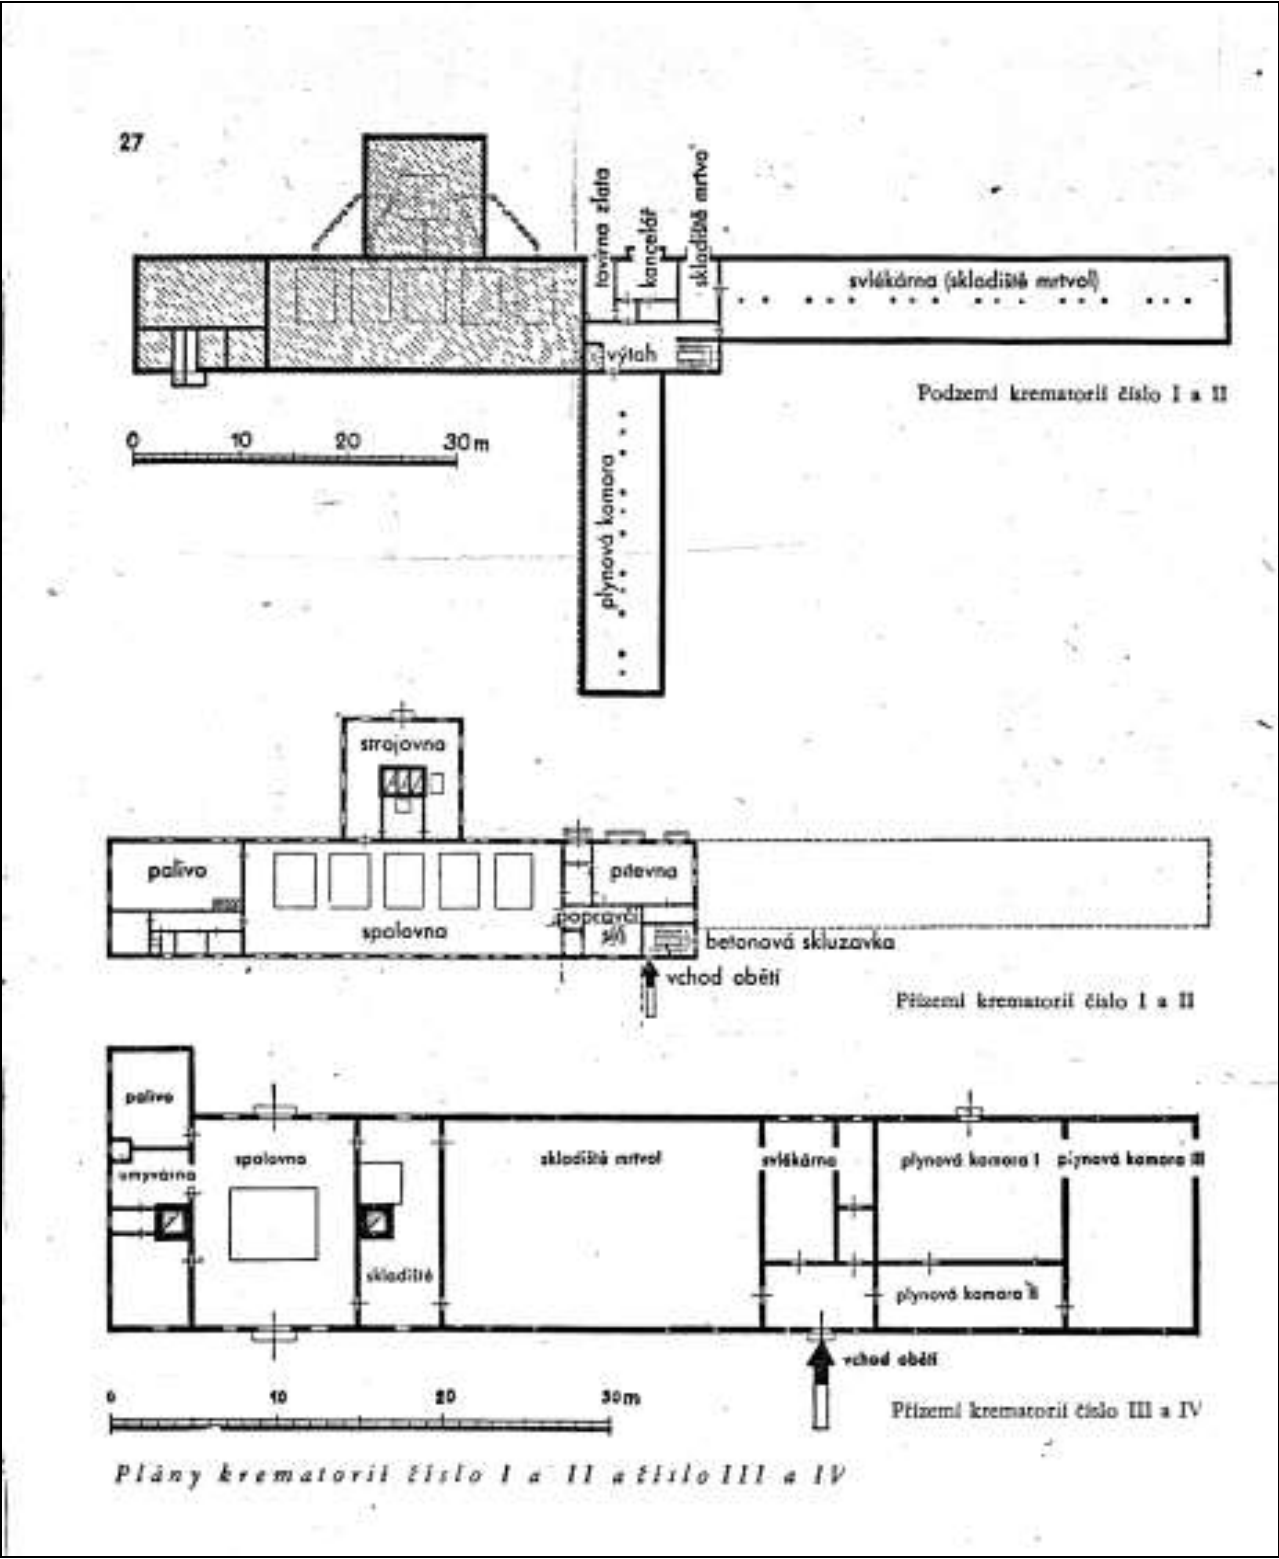 27
tavírna zlata
kancelář
skladiště mrtvo
svlékárna (skladiště mrtvol)
výtah
Podzemí krematorií číslo I a II
0 10 20 30 m
plynová komora
strojovna
palivo
pitevna
popravčí
síň
spalovna
betonová skluzavka
vchod obětí
Přízemí krematorií číslo I a II
palivo
umyvárna
spalovna
skladiště
skladiště mrtvol
svlékárna
plynová komora I
plynová komora III
plynová komora II
vchod obětí
0 10 20 30m
Přízemí krematorií číslo III a IV
Plány krematorií číslo I a II a číslo III a IV